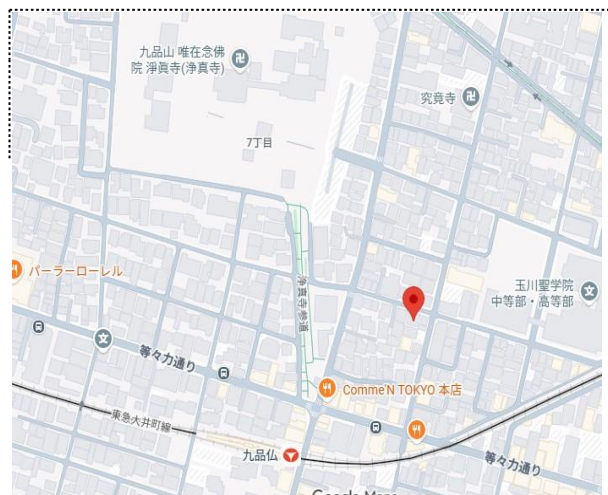 九品山 唯在念佛
院 淨眞寺(浄真寺)
究竟寺
7丁目
パーラーローレル
浄真寺参道
玉川聖学院
中等部・高等部
等々力通り
Comme'N TOKYO 本店
東急大井町線
九品仏
等々力通り
Google Maps